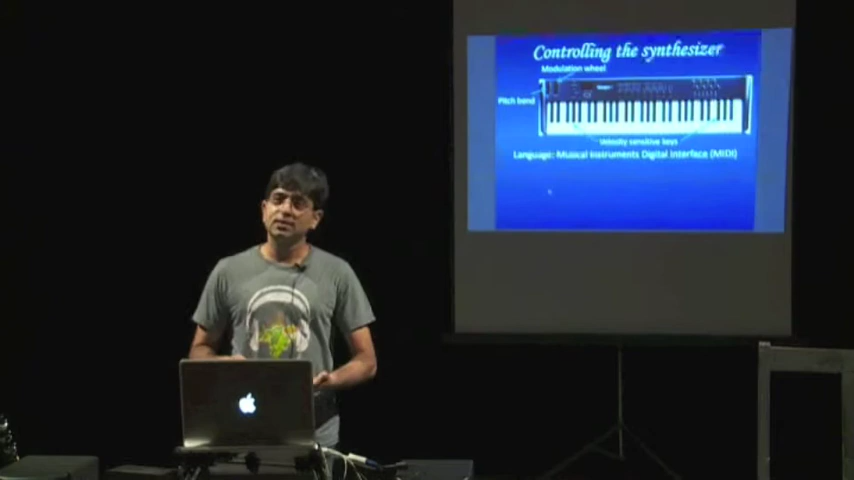 Controlling the synthesizer
Modulation wheel
Pitch bend
Velocity sensitive keys
Language: Musical Instruments Digital Interface (MIDI)